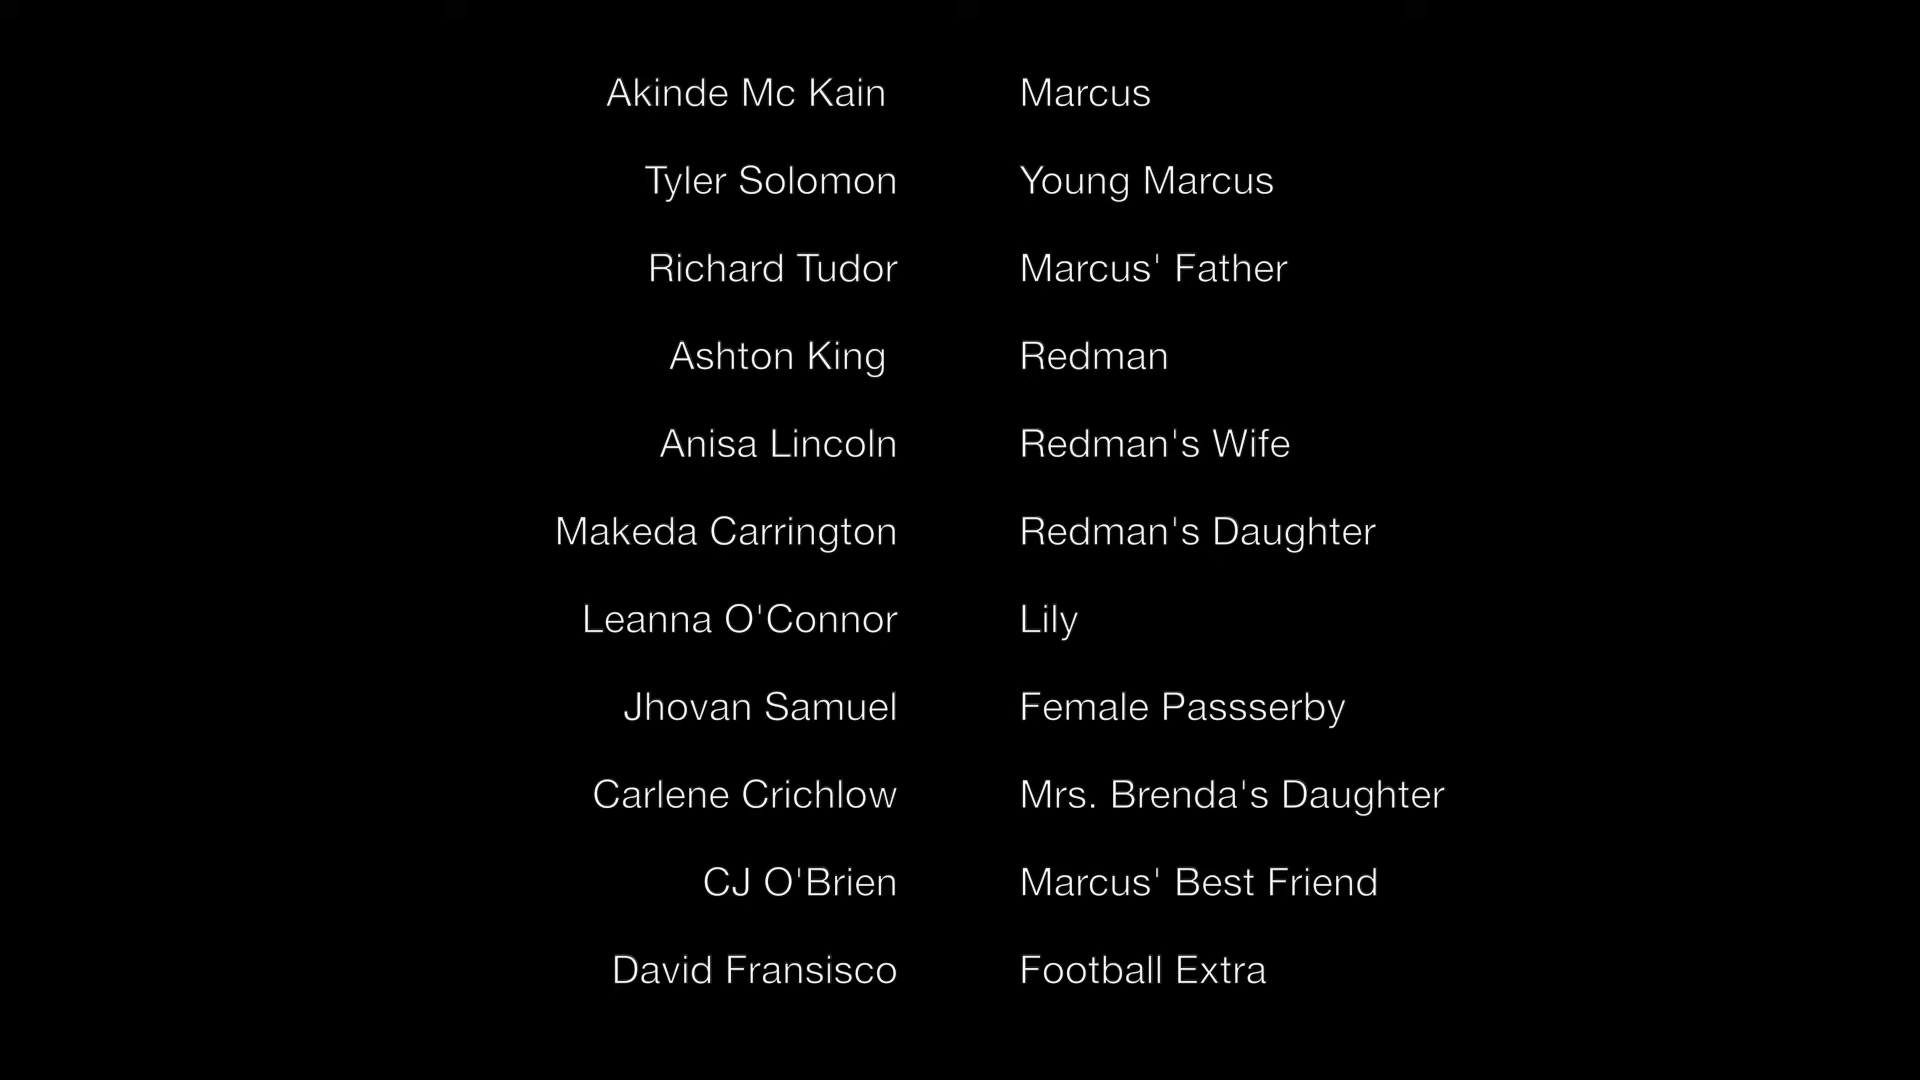 Akinde Mc Kain Marcus
Tyler Solomon Young Marcus
Richard Tudor Marcus' Father
Ashton King Redman
Anisa Lincoln Redman's Wife
Makeda Carrington Redman's Daughter
Leanna O'Connor Lily
Jhovan Samuel Female Passserby
Carlene Crichlow Mrs. Brenda's Daughter
CJ O'Brien Marcus' Best Friend
David Fransisco Football Extra